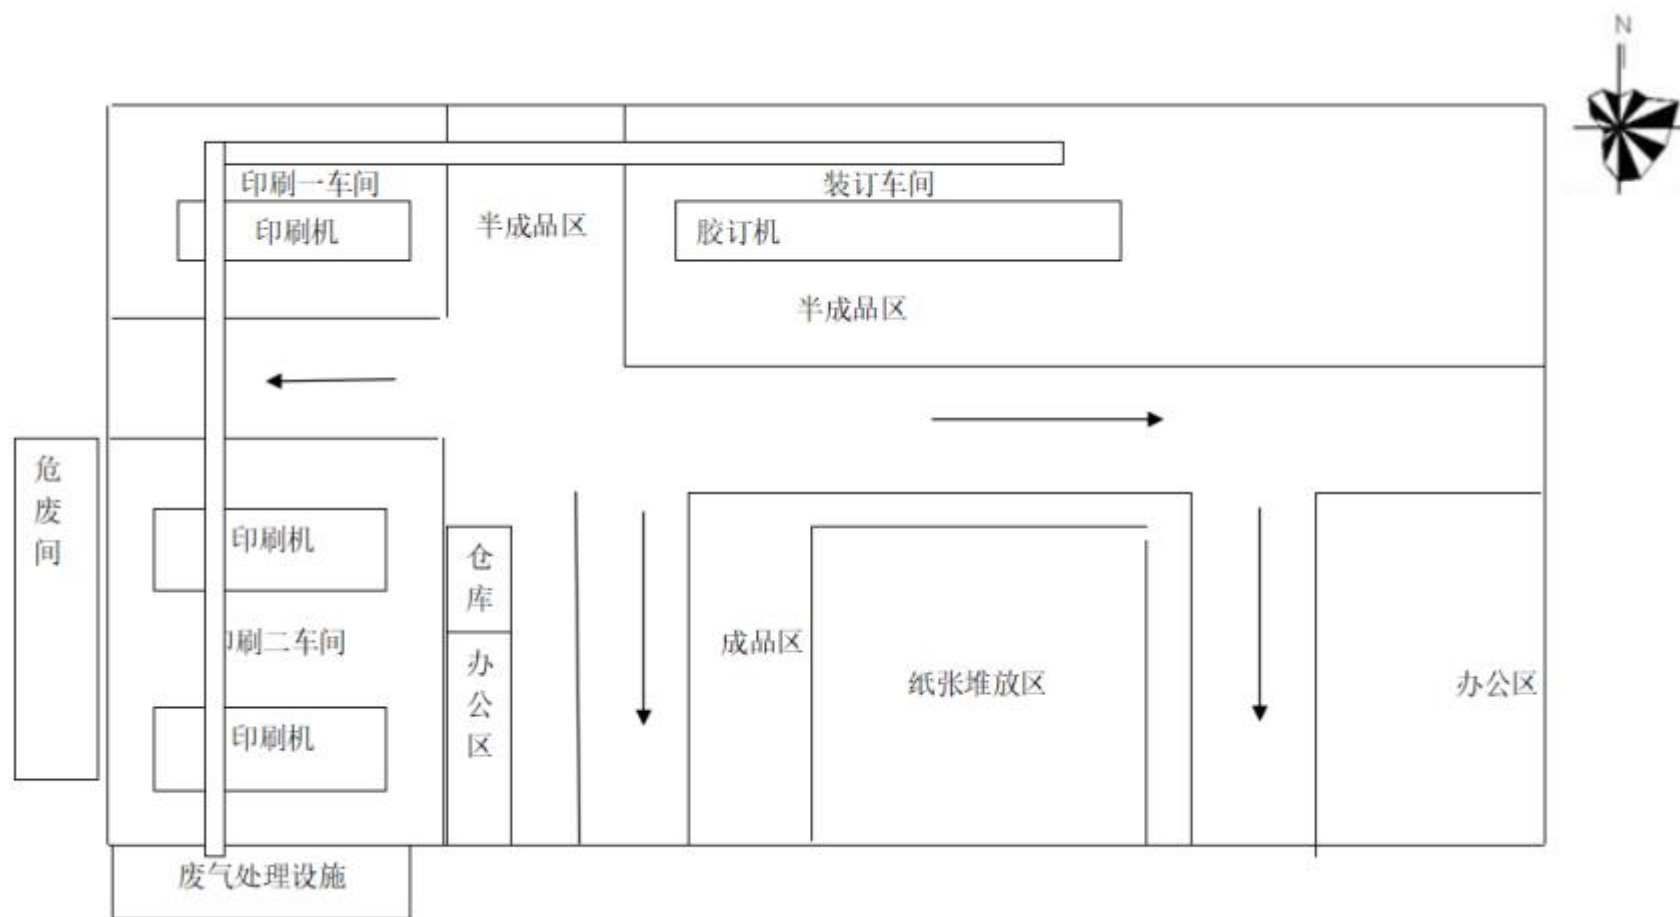 N
印刷一车间
装订车间
印刷机
半成品区
胶订机
半成品区
危废间
印刷机
仓库
印刷二车间
成品区
办公区
纸张堆放区
办公区
印刷机
废气处理设施